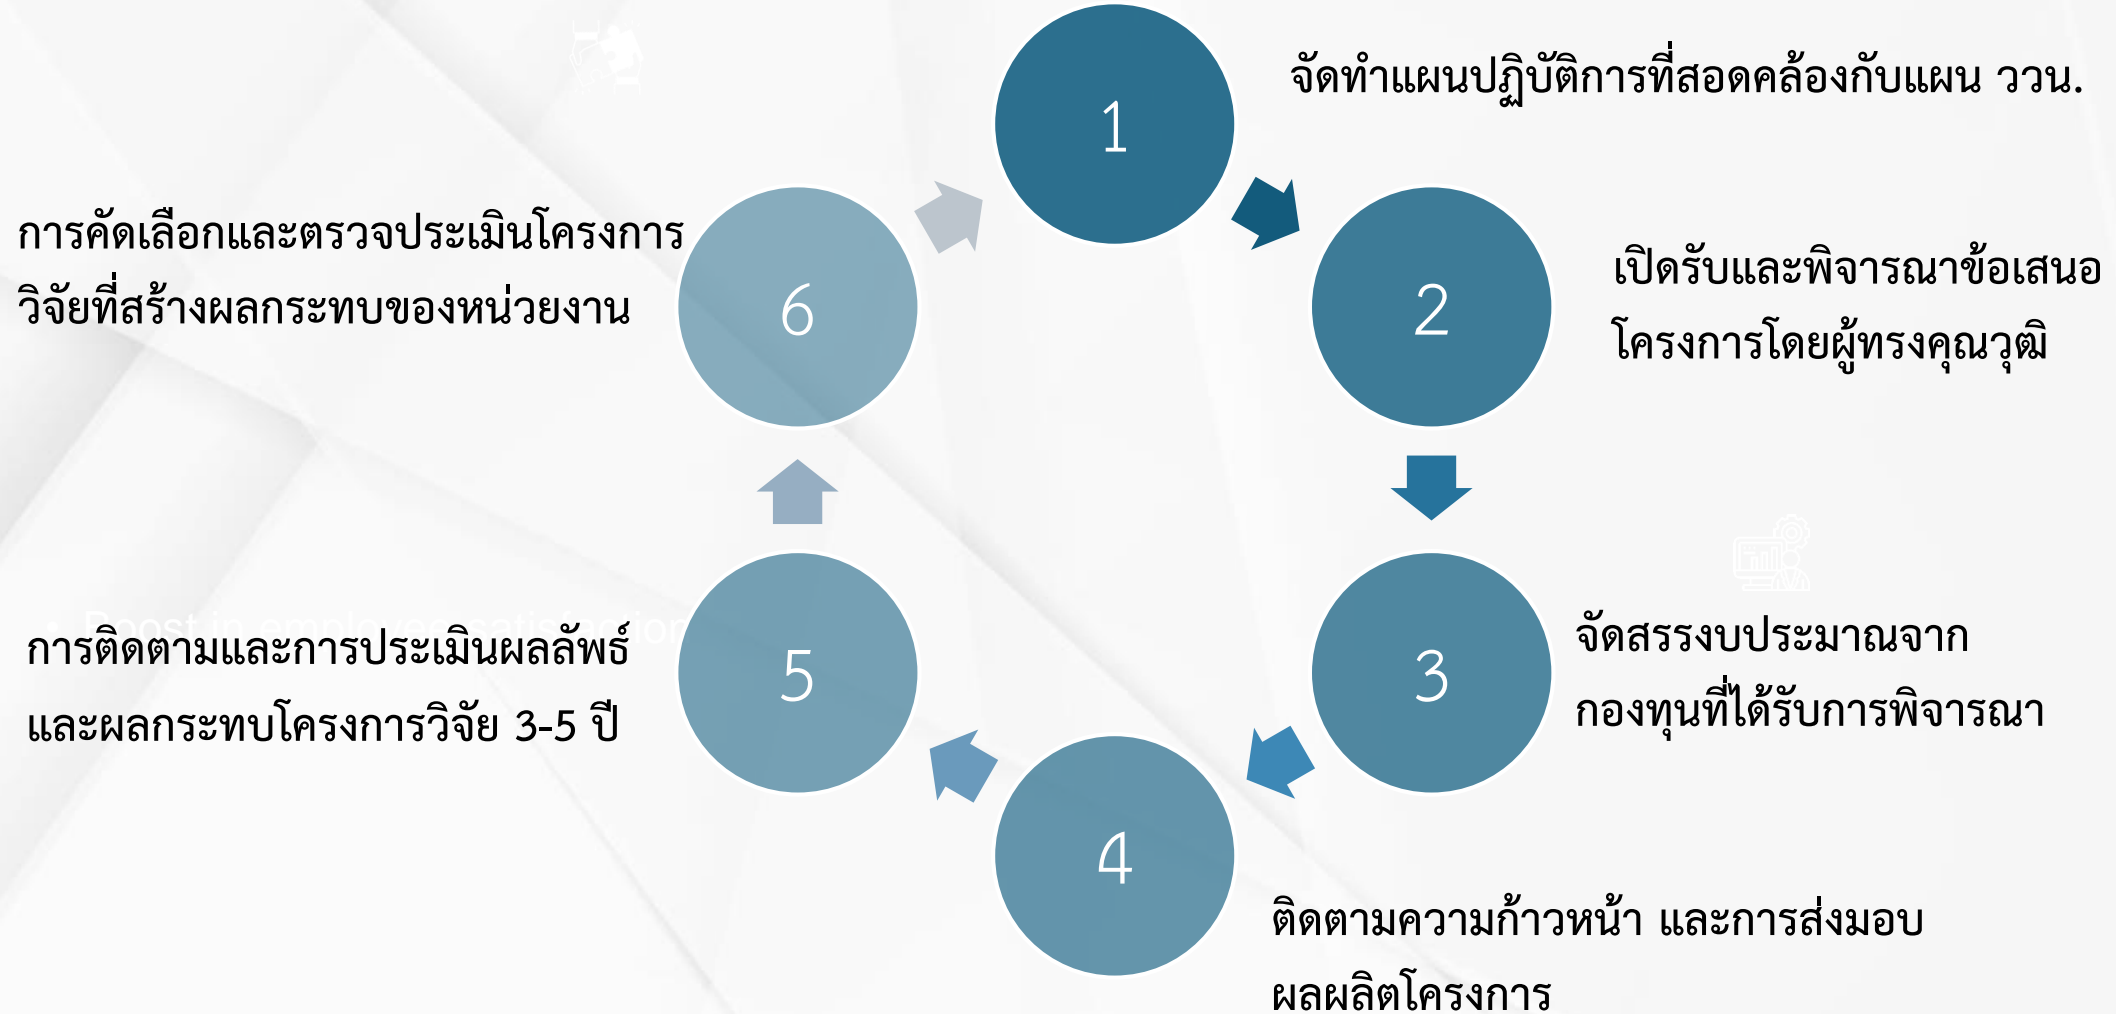 1
จัดทำแผนปฏิบัติการที่สอดคล้องกับแผน ววน.
2
เปิดรับและพิจารณาข้อเสนอ
โครงการโดยผู้ทรงคุณวุฒิ
3
จัดสรรงบประมาณจาก
กองทุนที่ได้รับการพิจารณา
4
ติดตามความก้าวหน้า และการส่งมอบ
ผลผลิตโครงการ
5
การติดตามและการประเมินผลลัพธ์
และผลกระทบโครงการวิจัย 3-5 ปี
• Boost in employee satisfaction
6
การคัดเลือกและตรวจประเมินโครงการ
วิจัยที่สร้างผลกระทบของหน่วยงาน